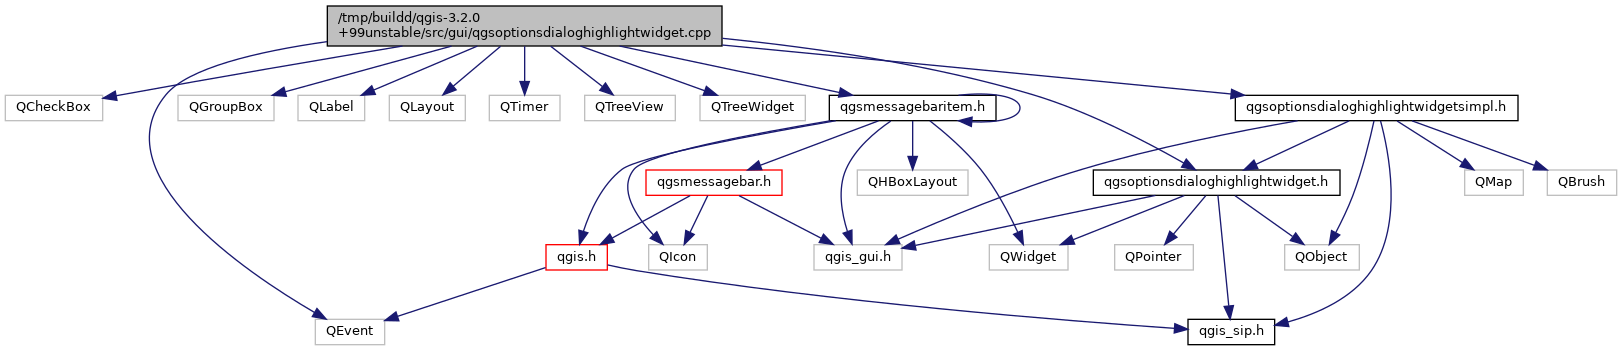 /tmp/buildd/qgis-3.2.0
+99unstable/src/gui/qgsoptionsdialoghighlightwidget.cpp
QCheckBox
QGroupBox
QLabel
QLayout
QTimer
QTreeView
QTreeWidget
qgsmessagebaritem.h
qgsoptionsdialoghighlightwidgetsimpl.h
qgsmessagebar.h
QHBoxLayout
qgsoptionsdialoghighlightwidget.h
QMap
QBrush
qgis.h
QIcon
qgis_gui.h
QWidget
QPointer
QObject
QEvent
qgis_sip.h